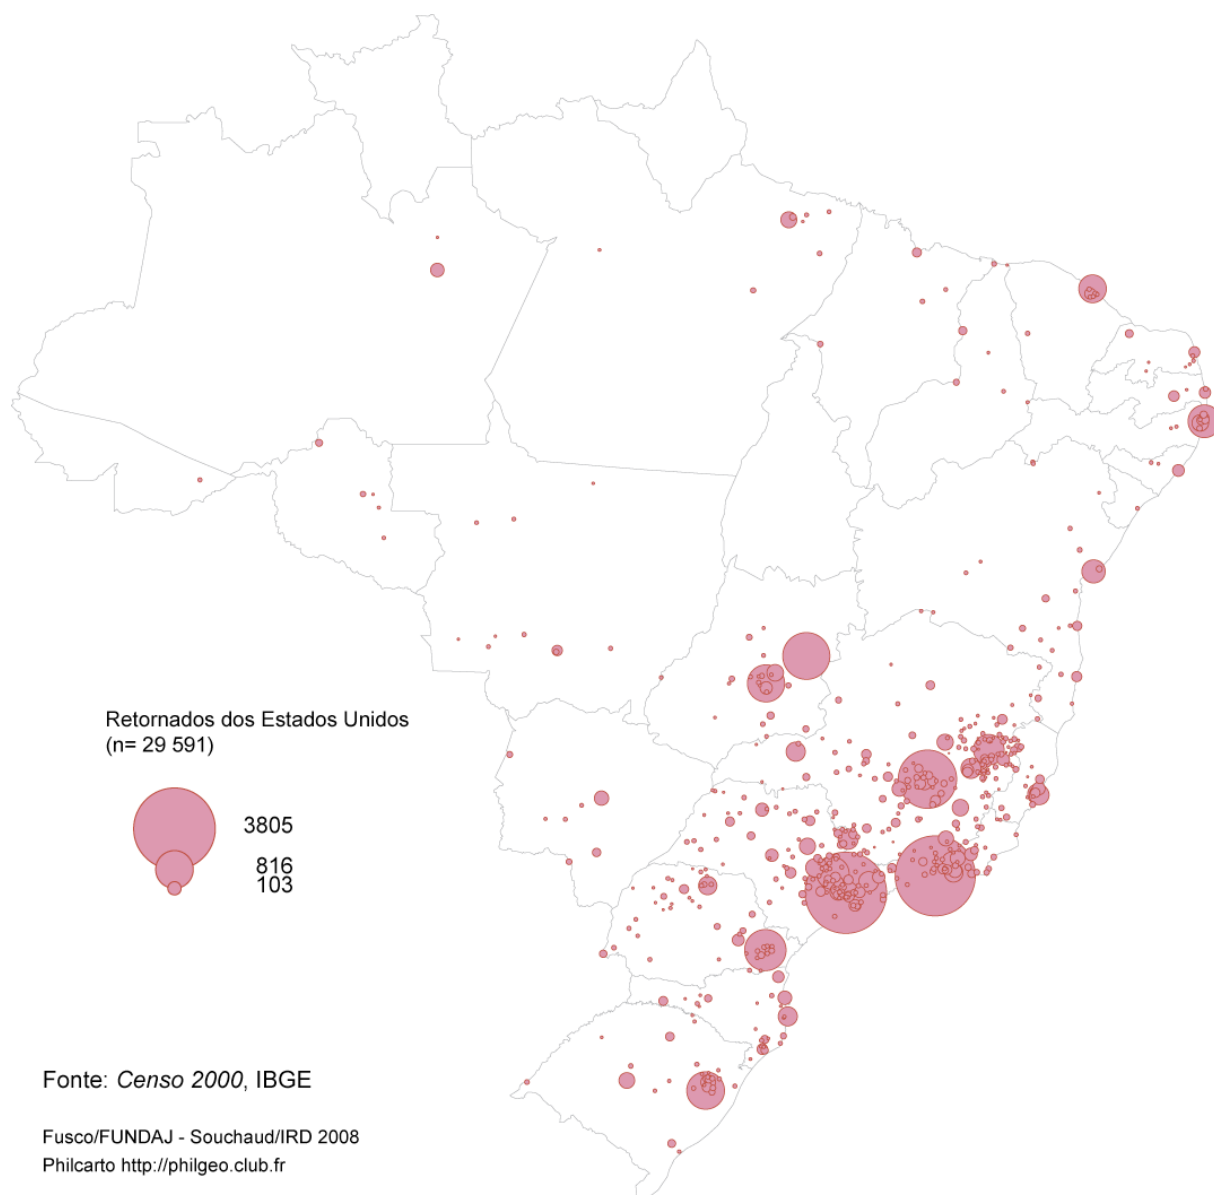 Retornados dos Estados Unidos
(n= 29 591)
3805
816
103
Fonte: Censo 2000, IBGE
Fusco/FUNDAJ - Souchaud/IRD 2008
Philcarto http://philgeo.club.fr